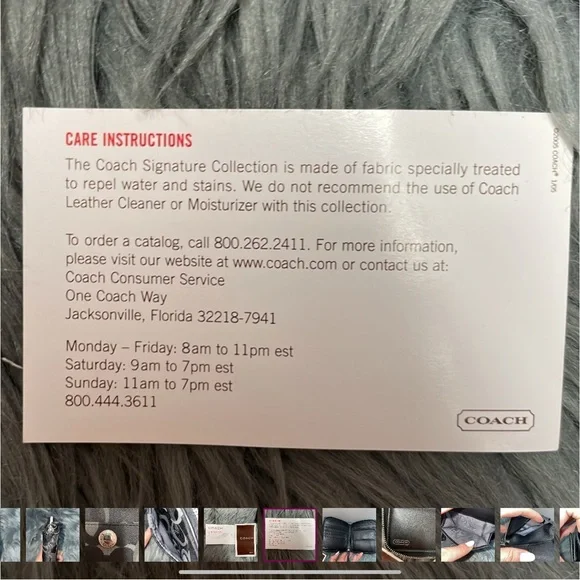 CARE INSTRUCTIONS
The Coach Signature Collection is made of fabric specially treated
to repel water and stains. We do not recommend the use of Coach
Leather Cleaner or Moisturizer with this collection.
To order a catalog, call 800.262.2411. For more information,
please visit our website at www.coach.com or contact us at:
Coach Consumer Service
One Coach Way
Jacksonville, Florida 32218-7941
Monday – Friday: 8am to 11pm est
Saturday: 9am to 7pm est
Sunday: 11am to 7pm est
800.444.3611
COACH
©2005 COACH® 1/05